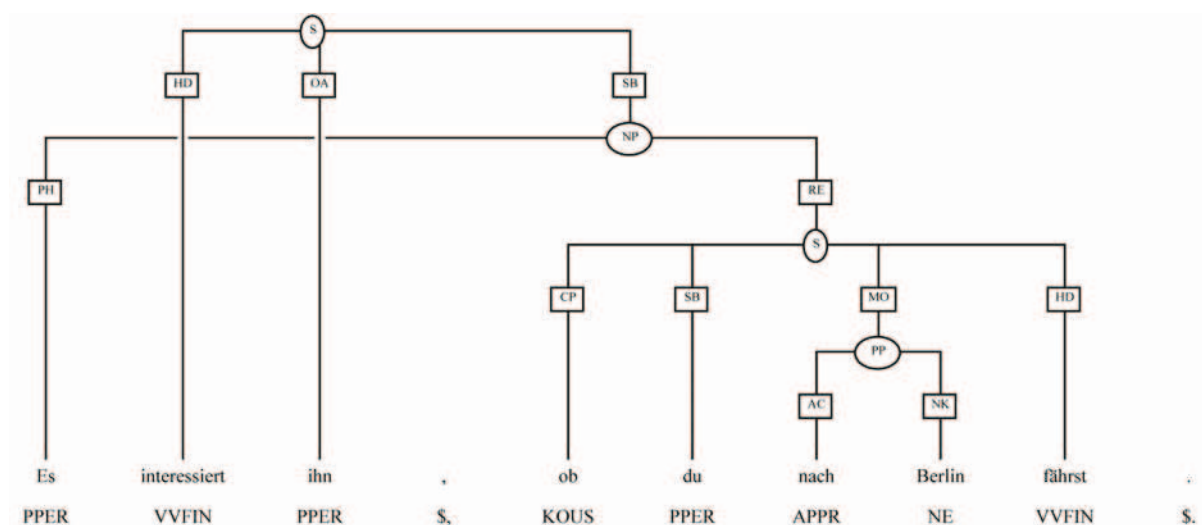 S
HD OA SB
NP
PH RE
S
CP SB MO HD
PP
AC NK
Es interessiert ihn , ob du nach Berlin fährst .
PPER VVFIN PPER $, KOUS PPER APPR NE VVFIN $.